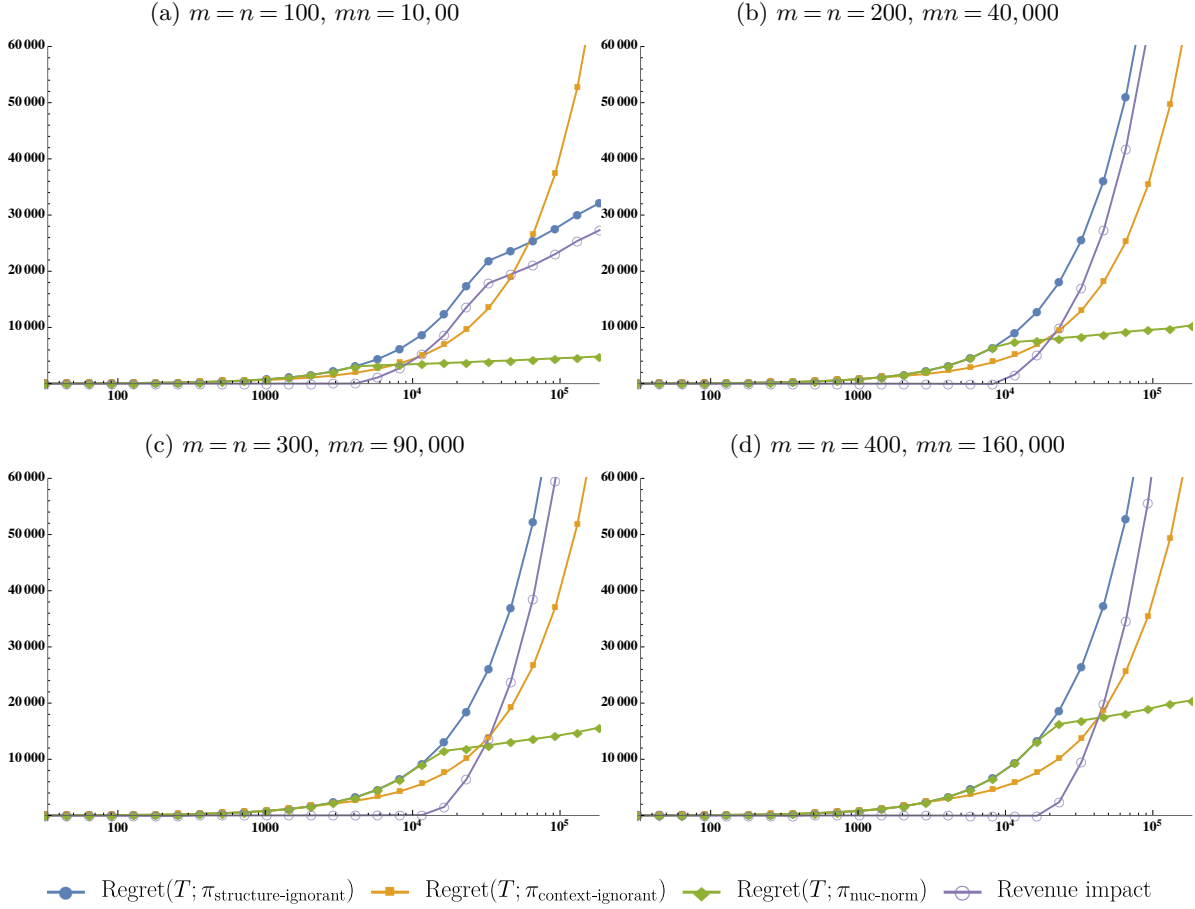 (a) m = n = 100, mn = 10,00
(b) m = n = 200, mn = 40,000
60 000
50 000
40 000
30 000
20 000
10 000
100 1000 10⁴ 10⁵
60 000
50 000
40 000
30 000
20 000
10 000
100 1000 10⁴ 10⁵
(c) m = n = 300, mn = 90,000
(d) m = n = 400, mn = 160,000
60 000
50 000
40 000
30 000
20 000
10 000
100 1000 10⁴ 10⁵
60 000
50 000
40 000
30 000
20 000
10 000
100 1000 10⁴ 10⁵
Regret(T; π_structure-ignorant) Regret(T; π_context-ignorant) Regret(T; π_nuc-norm) Revenue impact